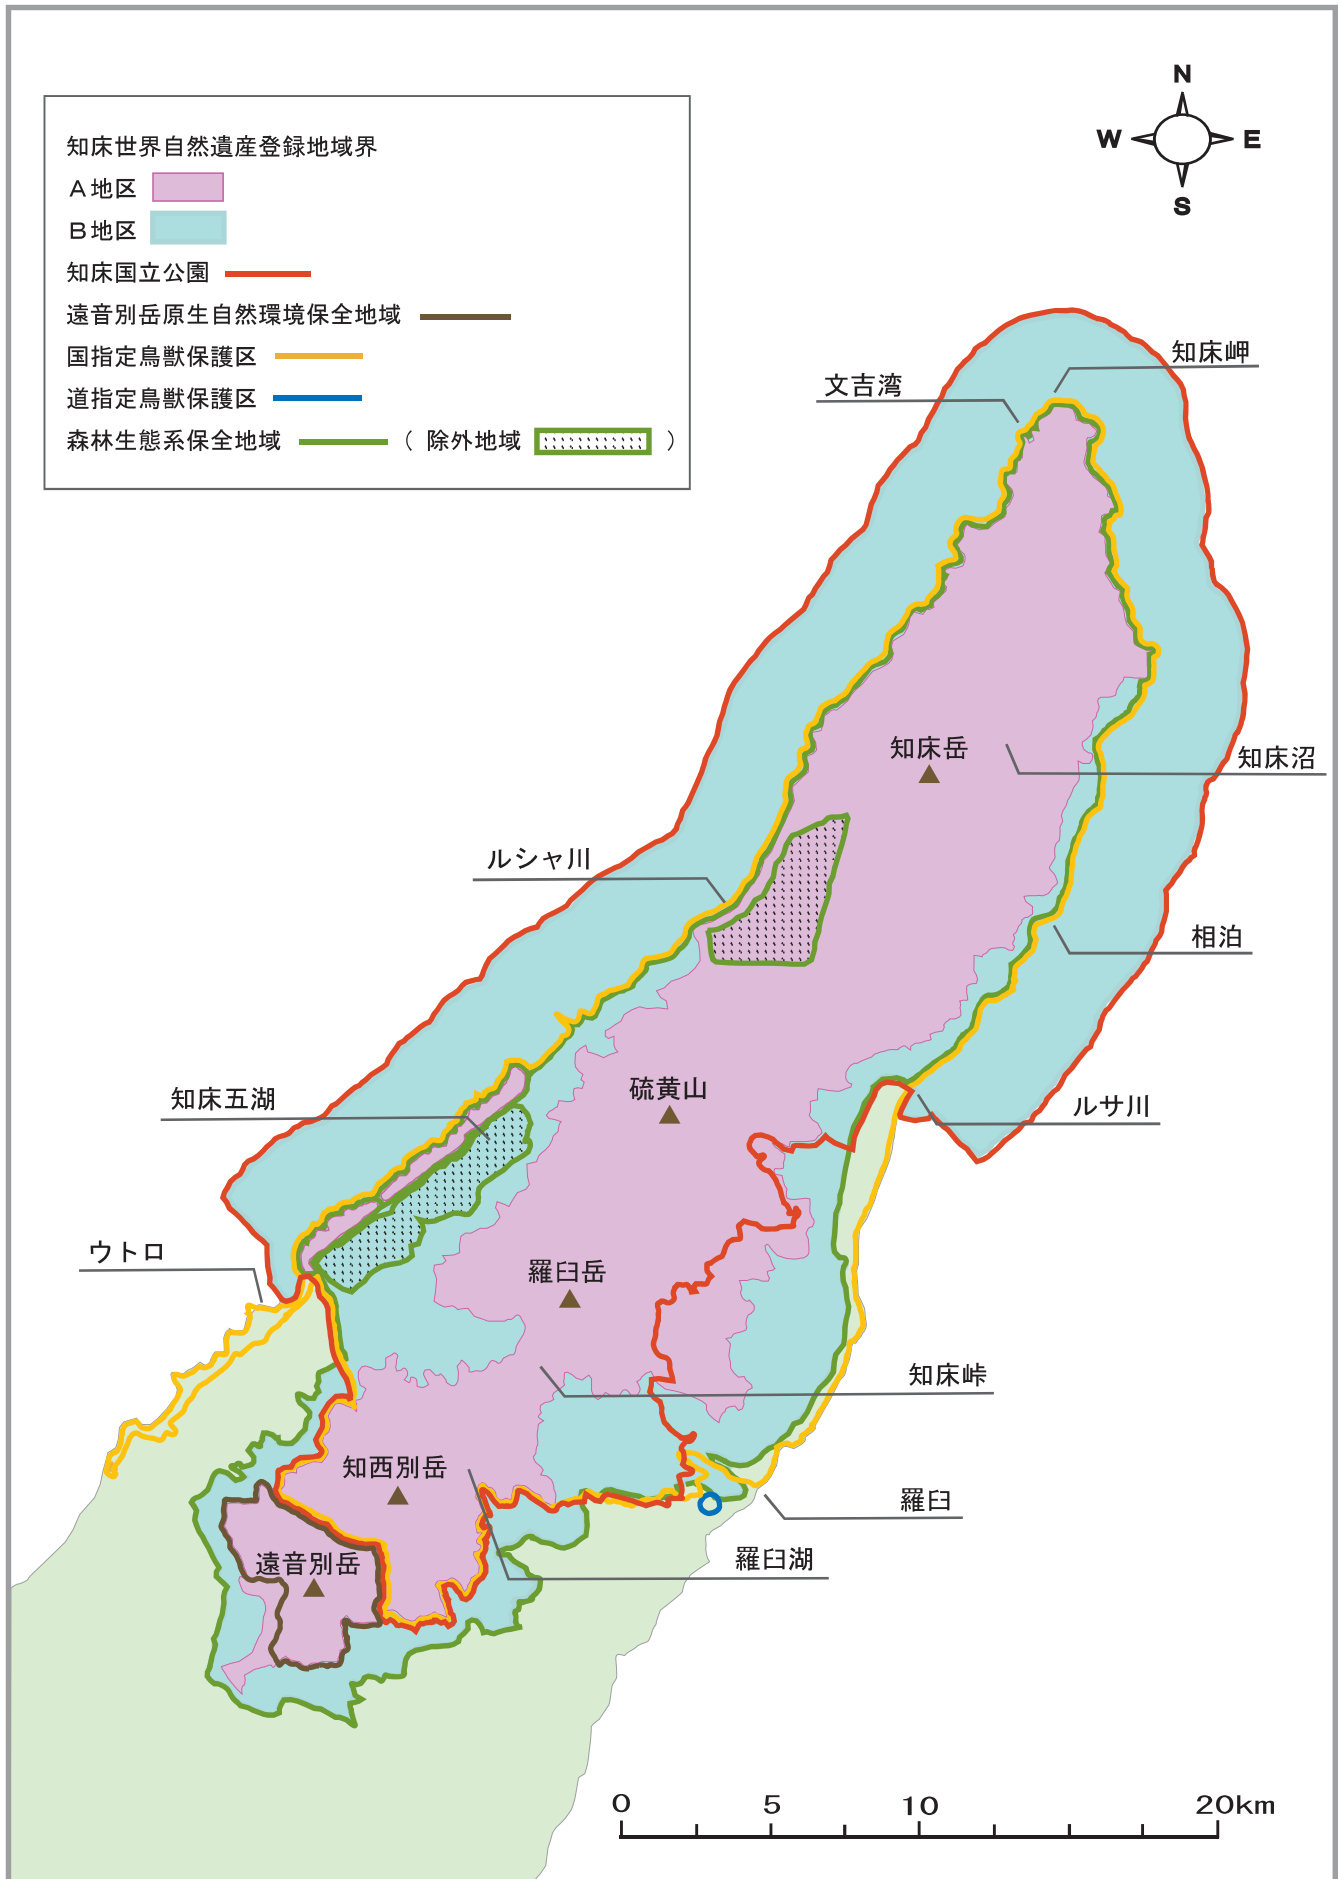 知床世界自然遺産登録地域界
A地区
B地区
知床国立公園
遠音別岳原生自然環境保全地域
国指定鳥獣保護区
道指定鳥獣保護区
森林生態系保全地域 ( 除外地域 )
N
W E
S
知床岬
文吉湾
知床岳
知床沼
ルシャ川
相泊
硫黄山
知床五湖
ルサ川
ウトロ
羅臼岳
知床峠
知西別岳
羅臼
遠音別岳
羅臼湖
0 5 10 20km